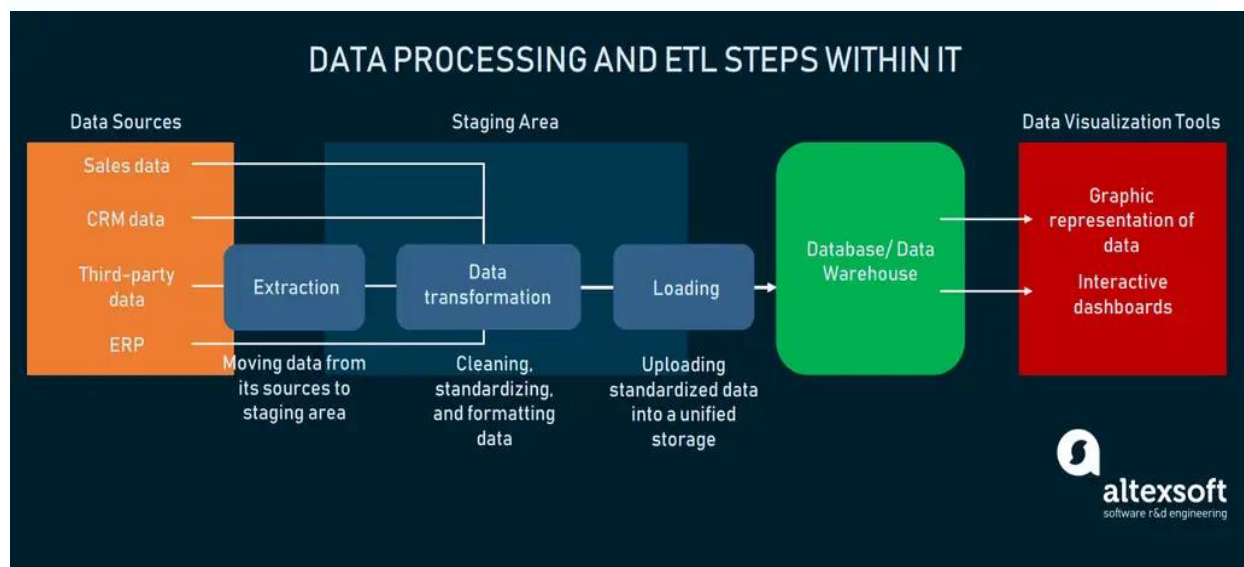 DATA PROCESSING AND ETL STEPS WITHIN IT
Data Sources
Staging Area
Data Visualization Tools
Sales data
CRM data
Third-party
data
ERP
Extraction
Data
transformation
Loading
Database/ Data
Warehouse
Graphic
representation of
data
Interactive
dashboards
Moving data from
its sources to
staging area
Cleaning,
standardizing,
and formatting
data
Uploading
standardized data
into a unified
storage
altexsoft
software r&d engineering